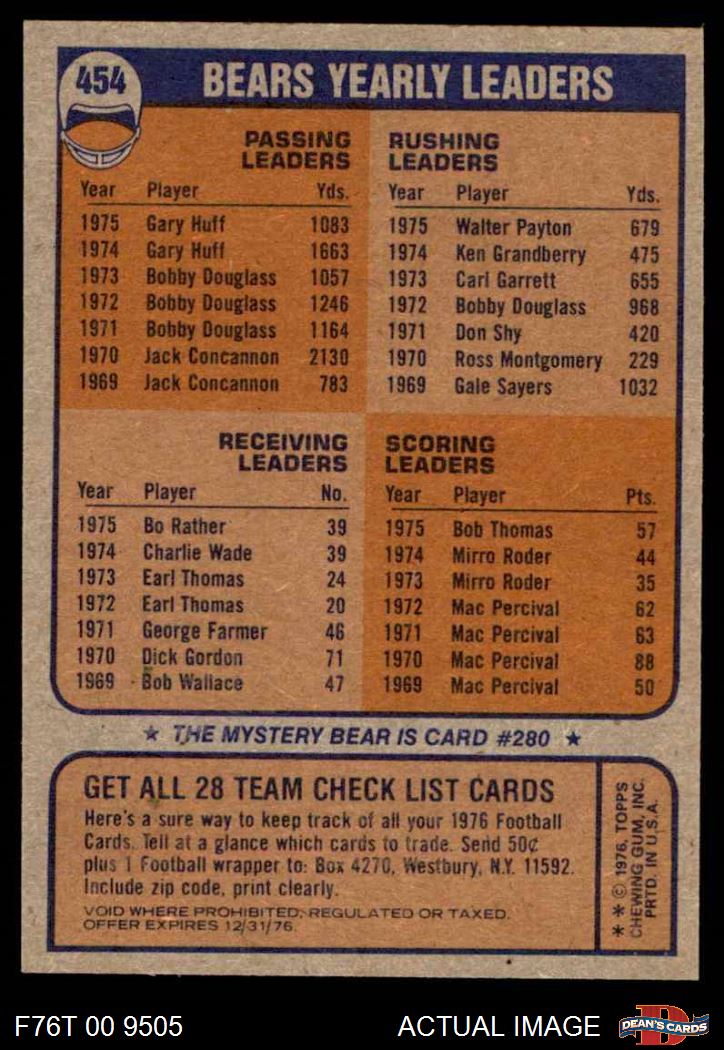 454
BEARS YEARLY LEADERS
PASSING
LEADERS
Year Player Yds.
1975 Gary Huff 1083
1974 Gary Huff 1663
1973 Bobby Douglass 1057
1972 Bobby Douglass 1246
1971 Bobby Douglass 1164
1970 Jack Concannon 2130
1969 Jack Concannon 783
RUSHING
LEADERS
Year Player Yds.
1975 Walter Payton 679
1974 Ken Grandberry 475
1973 Carl Garrett 655
1972 Bobby Douglass 968
1971 Don Shy 420
1970 Ross Montgomery 229
1969 Gale Sayers 1032
RECEIVING
LEADERS
Year Player No.
1975 Bo Rather 39
1974 Charlie Wade 39
1973 Earl Thomas 24
1972 Earl Thomas 20
1971 George Farmer 46
1970 Dick Gordon 71
1969 Bob Wallace 47
SCORING
LEADERS
Year Player Pts.
1975 Bob Thomas 57
1974 Mirro Roder 44
1973 Mirro Roder 35
1972 Mac Percival 62
1971 Mac Percival 63
1970 Mac Percival 88
1969 Mac Percival 50
★ THE MYSTERY BEAR IS CARD #280 ★
GET ALL 28 TEAM CHECK LIST CARDS
Here's a sure way to keep track of all your 1976 Football
Cards. Tell at a glance which cards to trade. Send 50¢
plus 1 Football wrapper to: Box 4270, Westbury, N.Y. 11592.
Include zip code, print clearly.
VOID WHERE PROHIBITED, REGULATED OR TAXED.
OFFER EXPIRES 12/31/76.
* * © 1976, TOPPS
CHEWING GUM, INC.
PRTD. IN U.S.A.
F76T 00 9505
ACTUAL IMAGE
D
DEAN'S CARDS